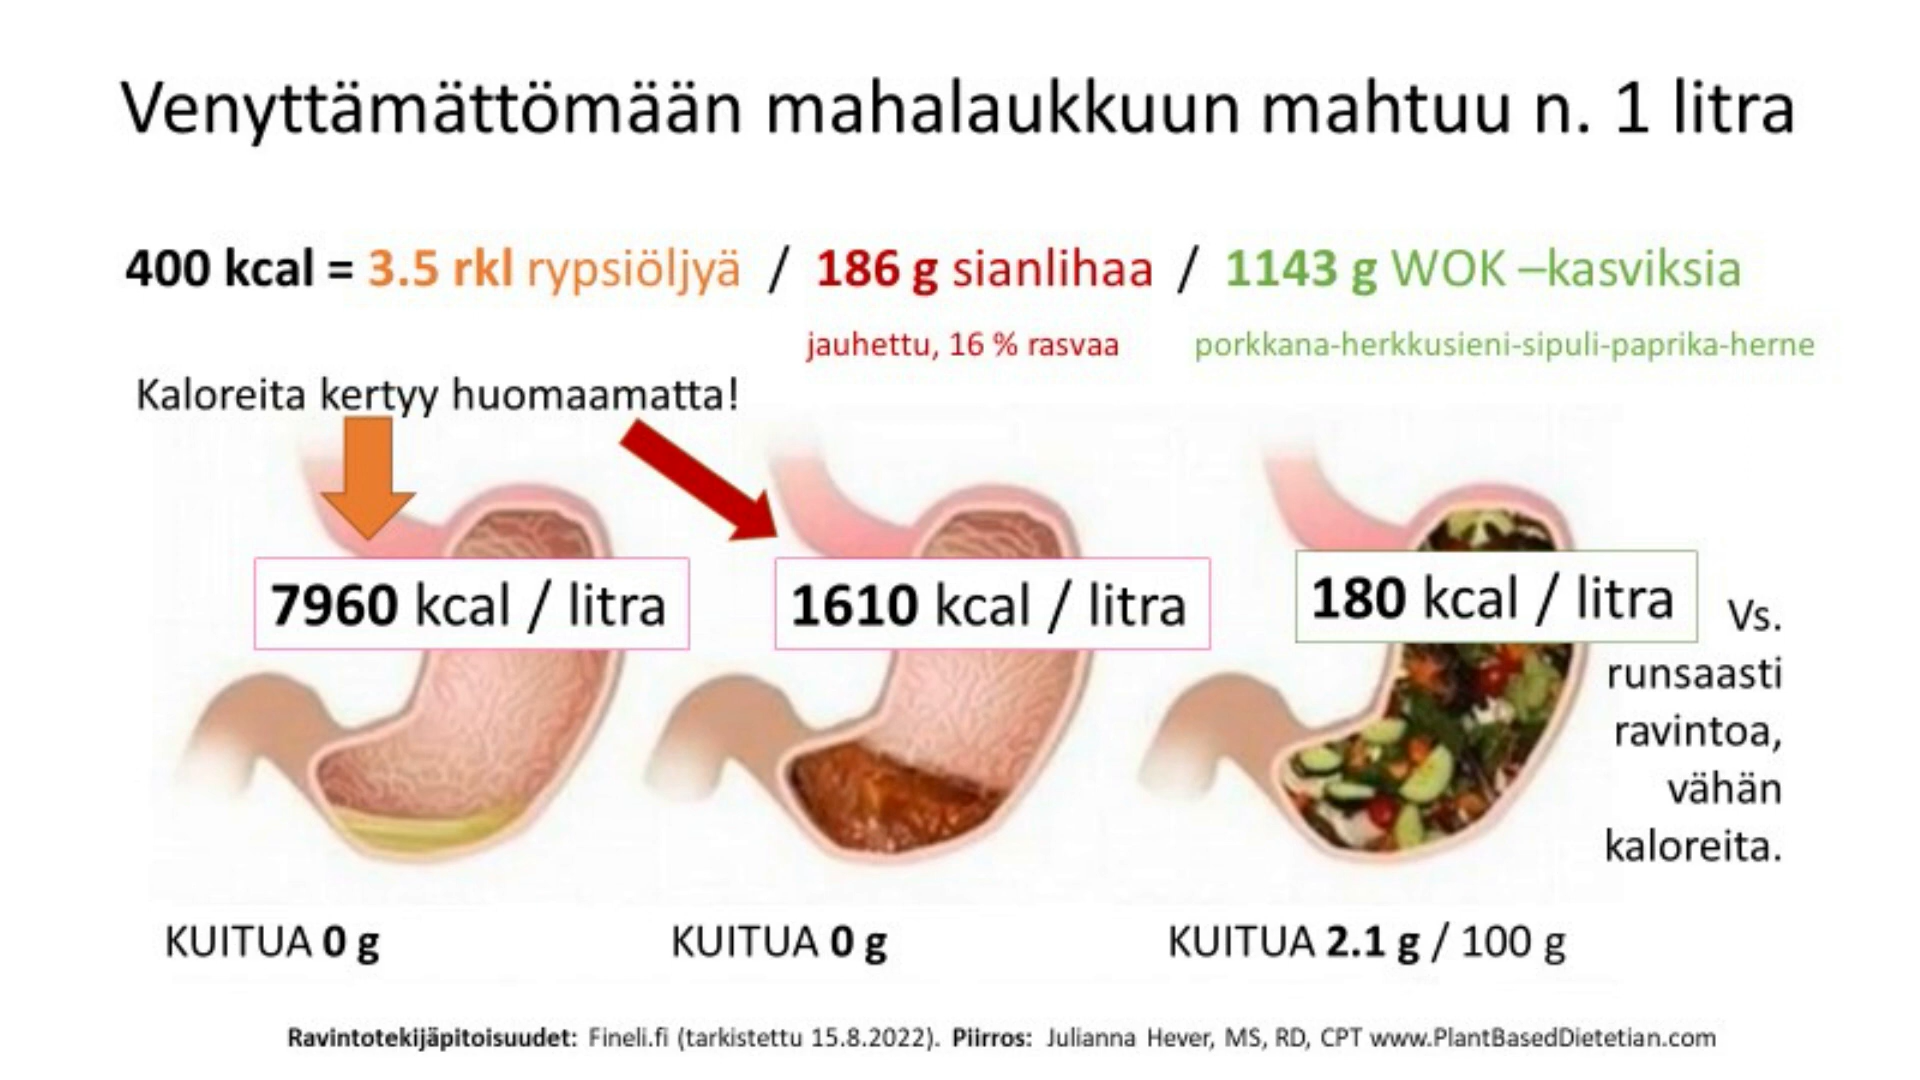 Venyttämättömään mahalaukkuun mahtuu n. 1 litra
400 kcal = 3.5 rkl rypsiöljyä / 186 g sianlihaa / 1143 g WOK –kasviksia
jauhettu, 16 % rasvaa
porkkana-herkkusieni-sipuli-paprika-herne
Kaloreita kertyy huomaamatta!
7960 kcal / litra
1610 kcal / litra
180 kcal / litra
Vs.
runsaasti
ravintoa,
vähän
kaloreita.
KUITUA 0 g
KUITUA 0 g
KUITUA 2.1 g / 100 g
Ravintotekijäpitoisuudet: Fineli.fi (tarkistettu 15.8.2022). Piirros: Julianna Hever, MS, RD, CPT www.PlantBasedDietetian.com